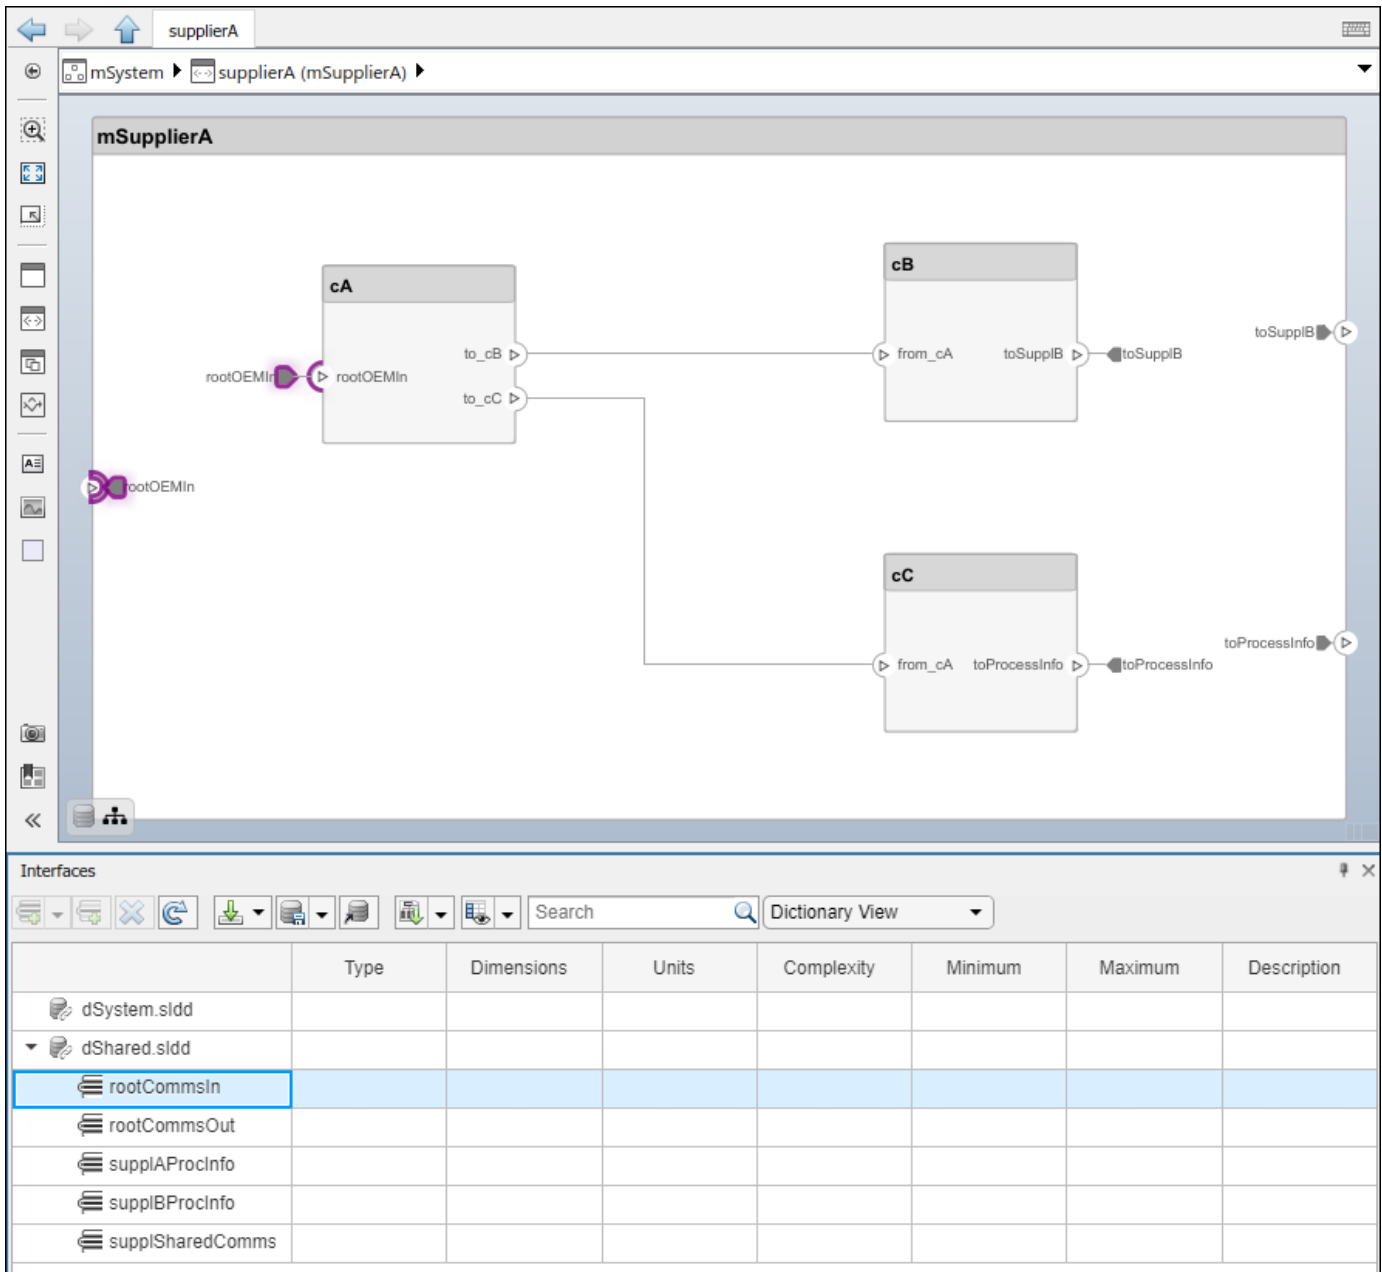 supplierA
mSystem supplierA (mSupplierA)
mSupplierA
cA
to_cB
rootOEMIn rootOEMIn
to_cC
rootOEMIn
cB
from_cA toSupplB toSupplB
toSupplB
cC
from_cA toProcessInfo toProcessInfo
toProcessInfo
Interfaces
Search Dictionary View
Type Dimensions Units Complexity Minimum Maximum Description
dSystem.sldd
dShared.sldd
rootCommsIn
rootCommsOut
supplAProcInfo
supplBProcInfo
supplSharedComms